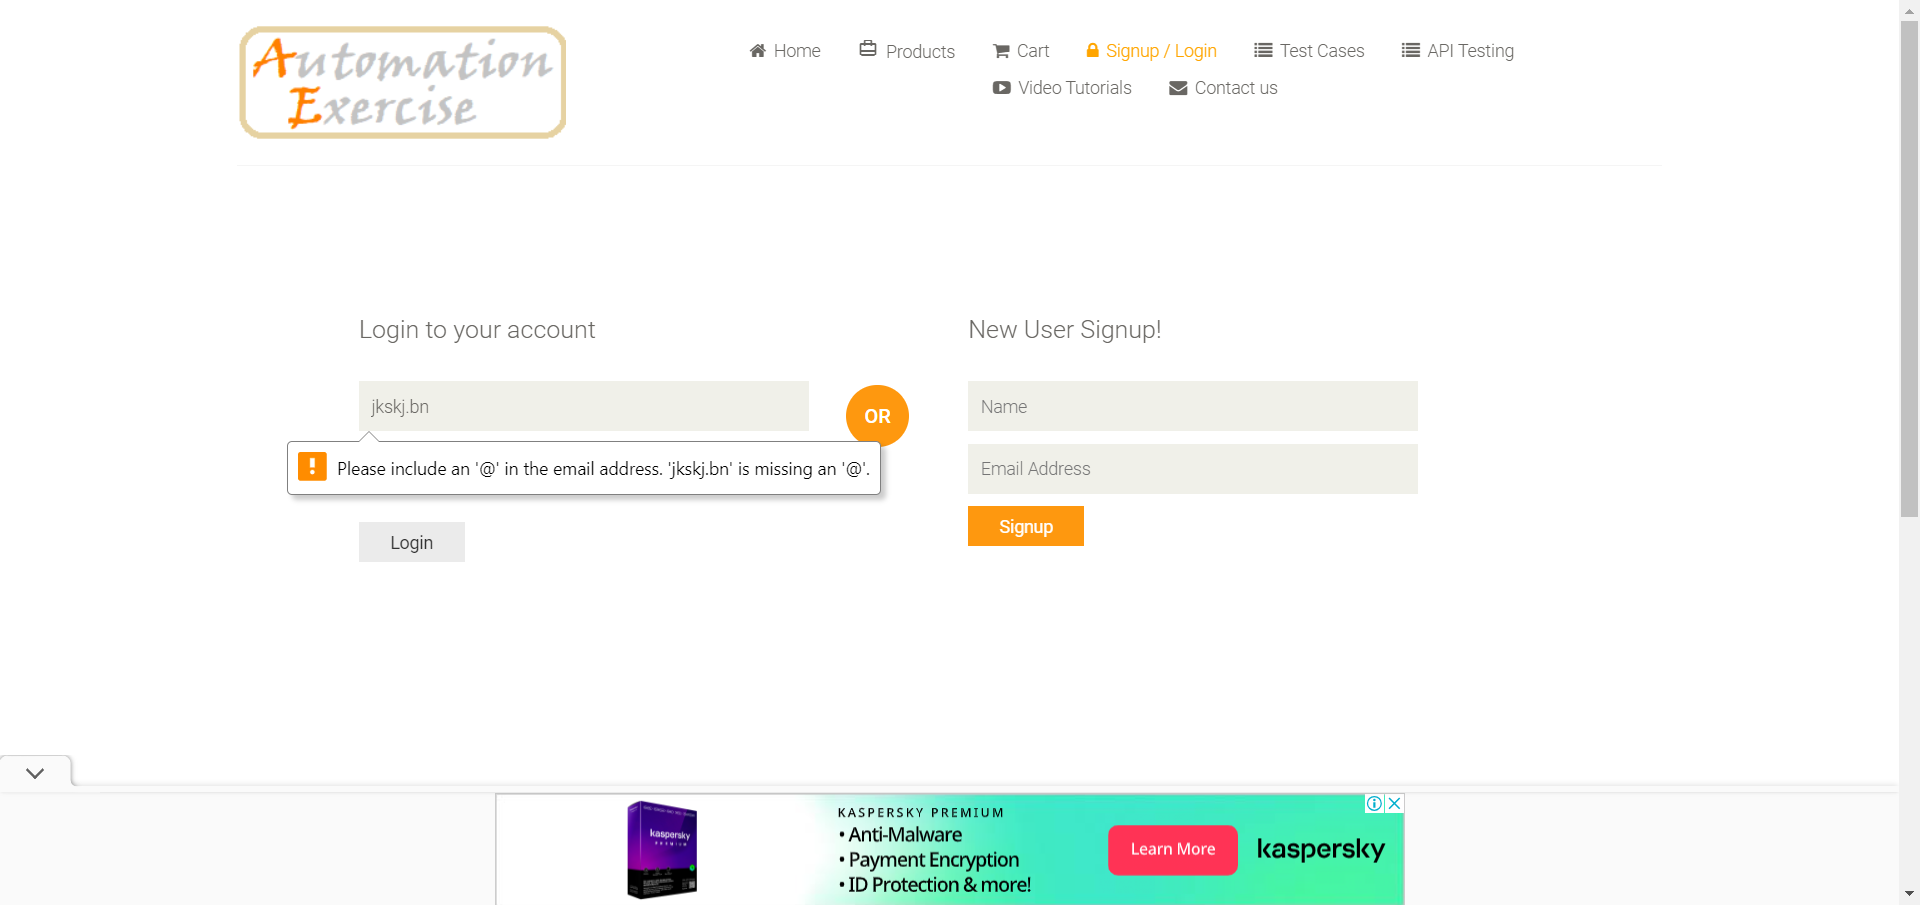 Automation
Exercise
Home
Products
Cart
Signup / Login
Test Cases
API Testing
Video Tutorials
Contact us
Login to your account
jkskj.bn
Please include an '@' in the email address. 'jkskj.bn' is missing an '@'.
Login
OR
New User Signup!
Name
Email Address
Signup
kaspersky
PREMIUM
KASPERSKY PREMIUM
• Anti-Malware
• Payment Encryption
• ID Protection & more!
Learn More
kaspersky